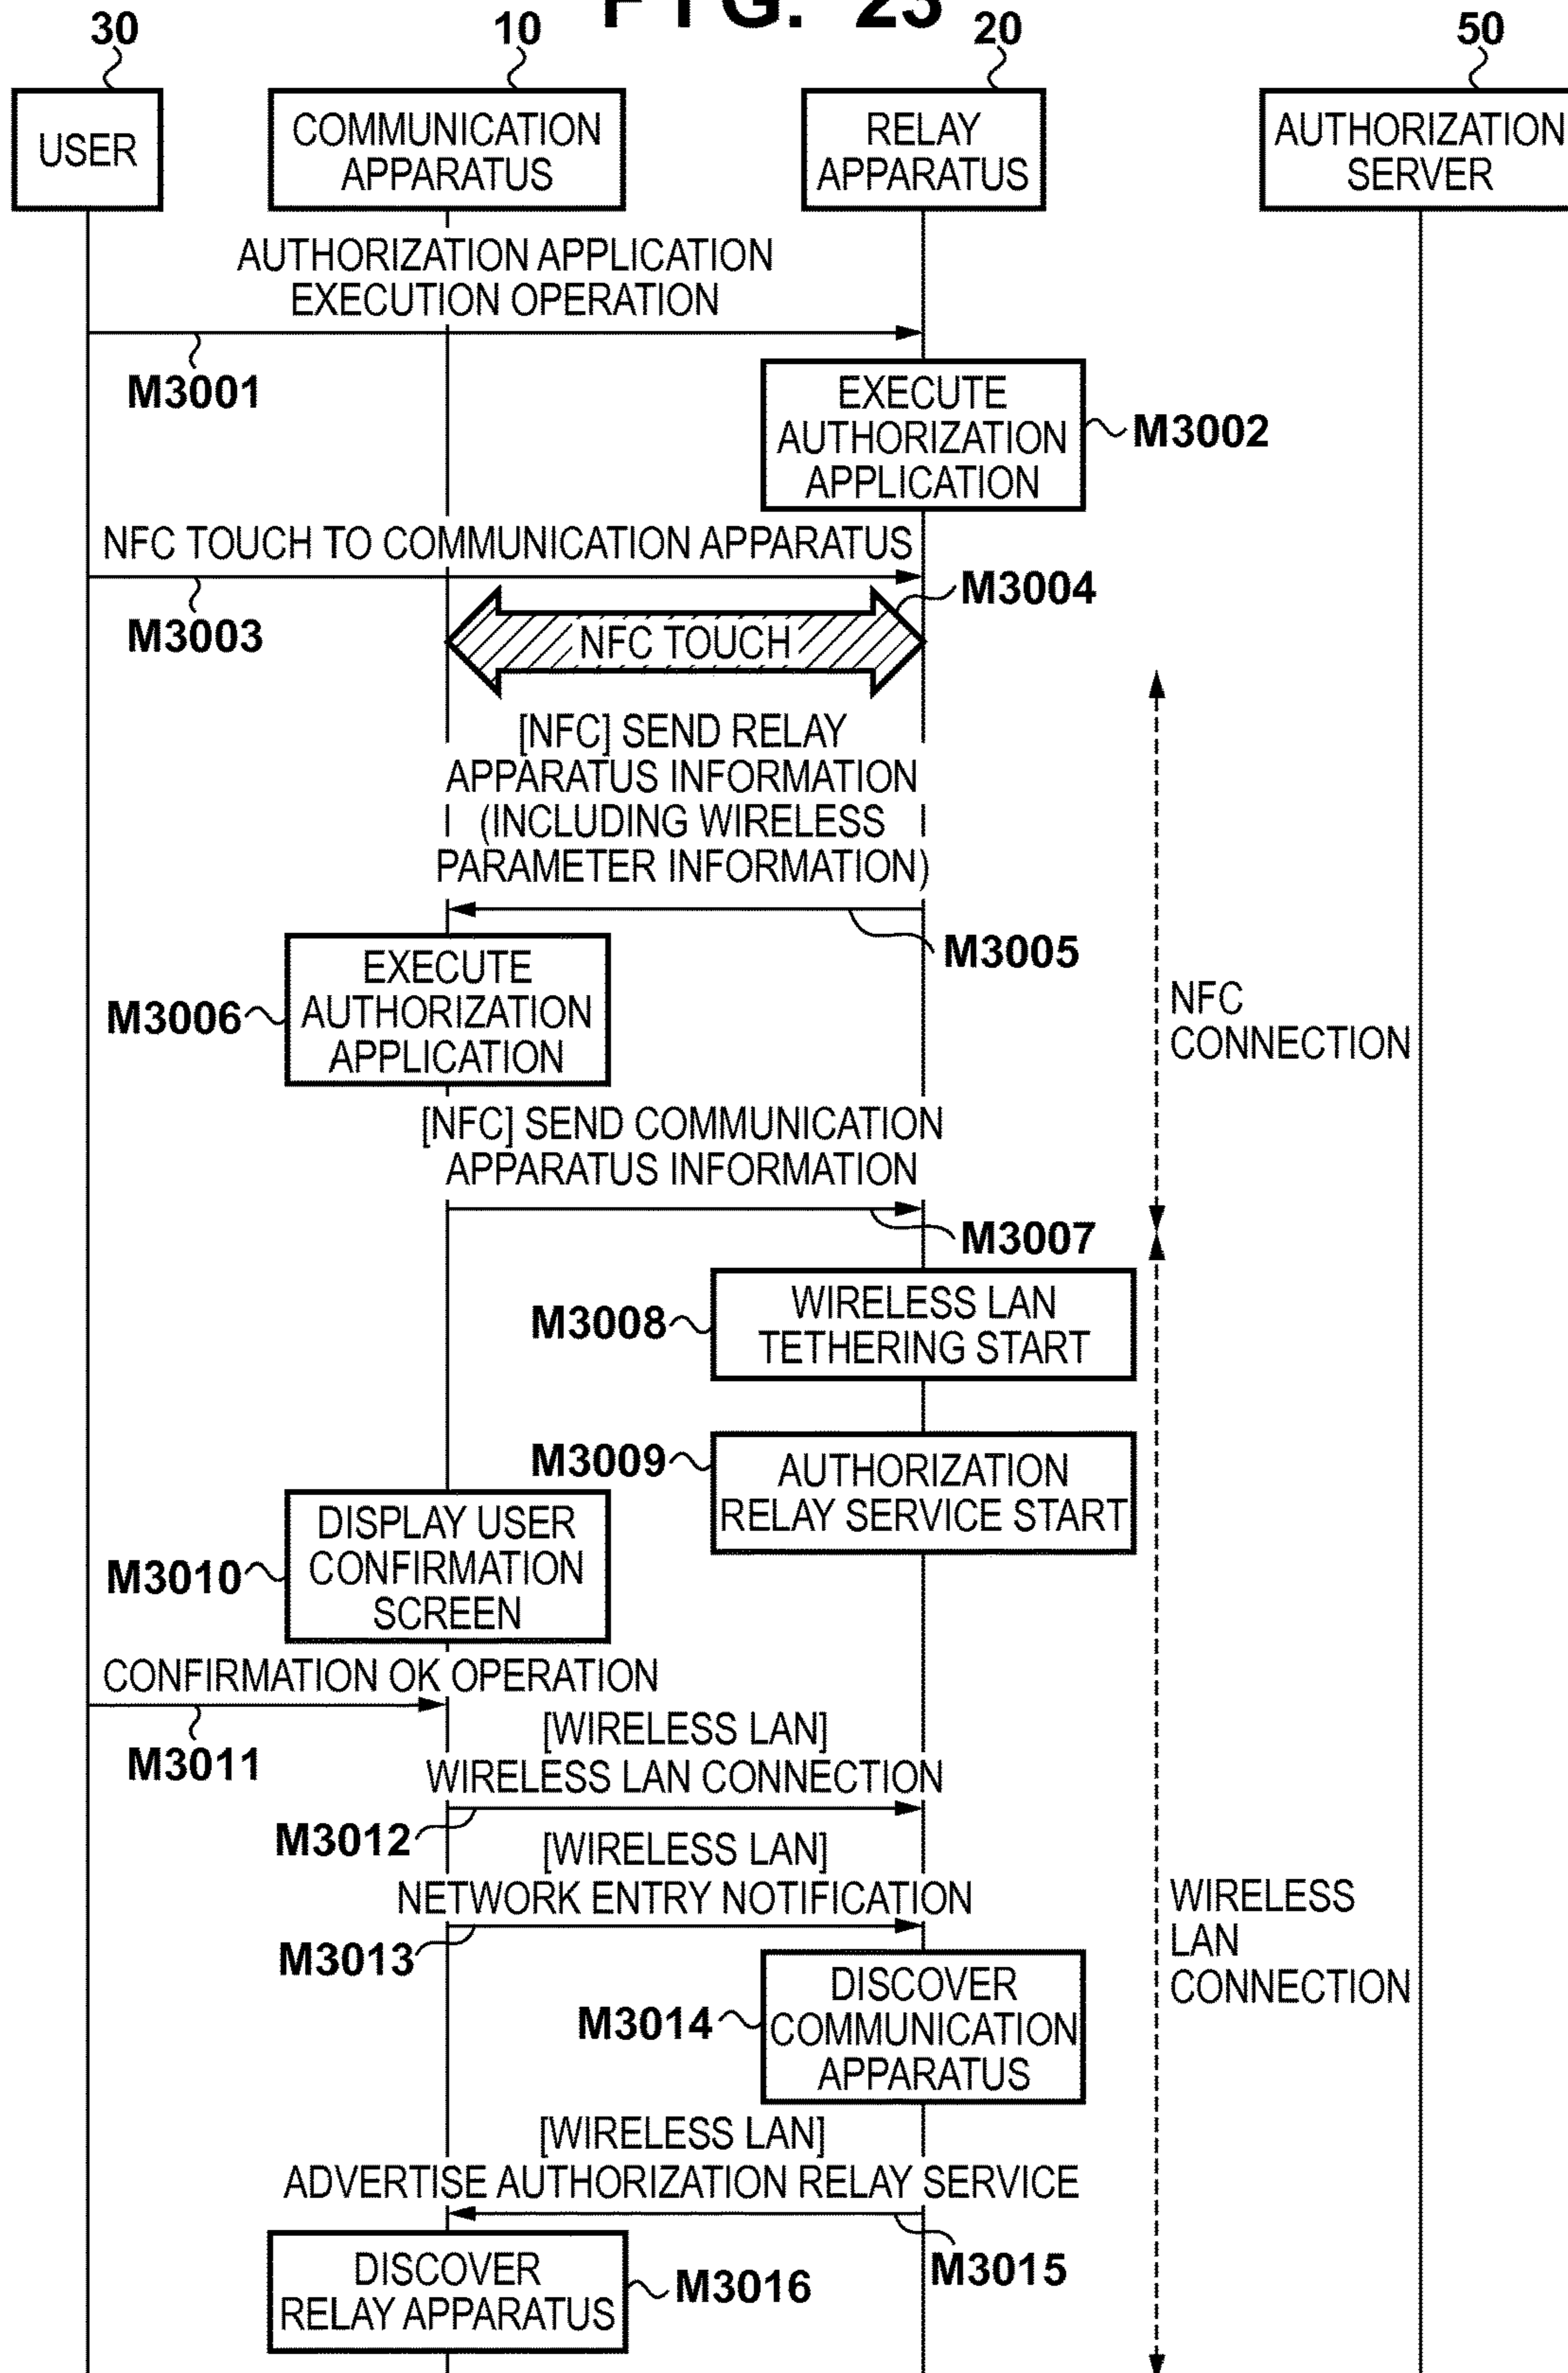 FIG. 23
30
10
20
50
USER
COMMUNICATION
APPARATUS
RELAY
APPARATUS
AUTHORIZATION
SERVER
AUTHORIZATION APPLICATION
EXECUTION OPERATION
M3001
EXECUTE
AUTHORIZATION
APPLICATION
M3002
NFC TOUCH TO COMMUNICATION APPARATUS
M3003
M3004
NFC TOUCH
[NFC] SEND RELAY
APPARATUS INFORMATION
(INCLUDING WIRELESS
PARAMETER INFORMATION)
M3005
EXECUTE
AUTHORIZATION
APPLICATION
M3006
NFC
CONNECTION
[NFC] SEND COMMUNICATION
APPARATUS INFORMATION
M3007
M3008
WIRELESS LAN
TETHERING START
M3009
AUTHORIZATION
RELAY SERVICE START
M3010
DISPLAY USER
CONFIRMATION
SCREEN
CONFIRMATION OK OPERATION
M3011
[WIRELESS LAN]
WIRELESS LAN CONNECTION
M3012
[WIRELESS LAN]
NETWORK ENTRY NOTIFICATION
M3013
WIRELESS
LAN
CONNECTION
M3014
DISCOVER
COMMUNICATION
APPARATUS
[WIRELESS LAN]
ADVERTISE AUTHORIZATION RELAY SERVICE
M3015
DISCOVER
RELAY APPARATUS
M3016